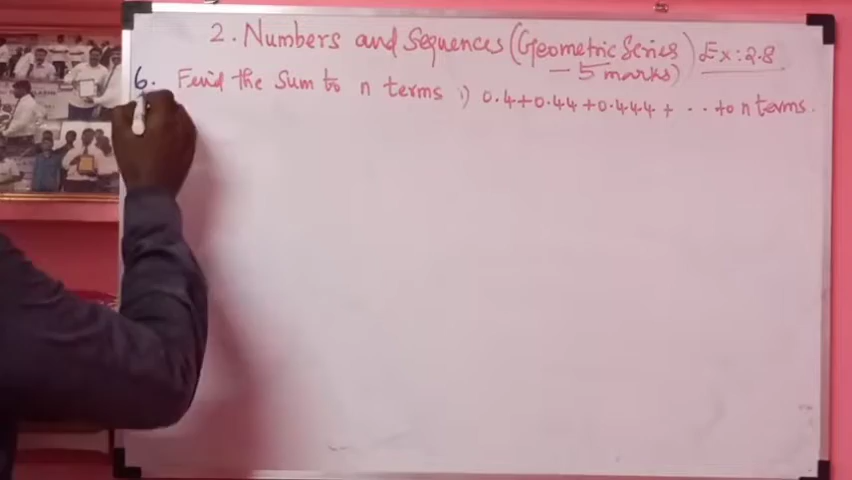 2. Numbers and Sequences (Geometric Series) Ex: 2.8
– 5 marks)
6. Find the Sum to n terms i) 0.4+0.44+0.444+ ... to n terms.